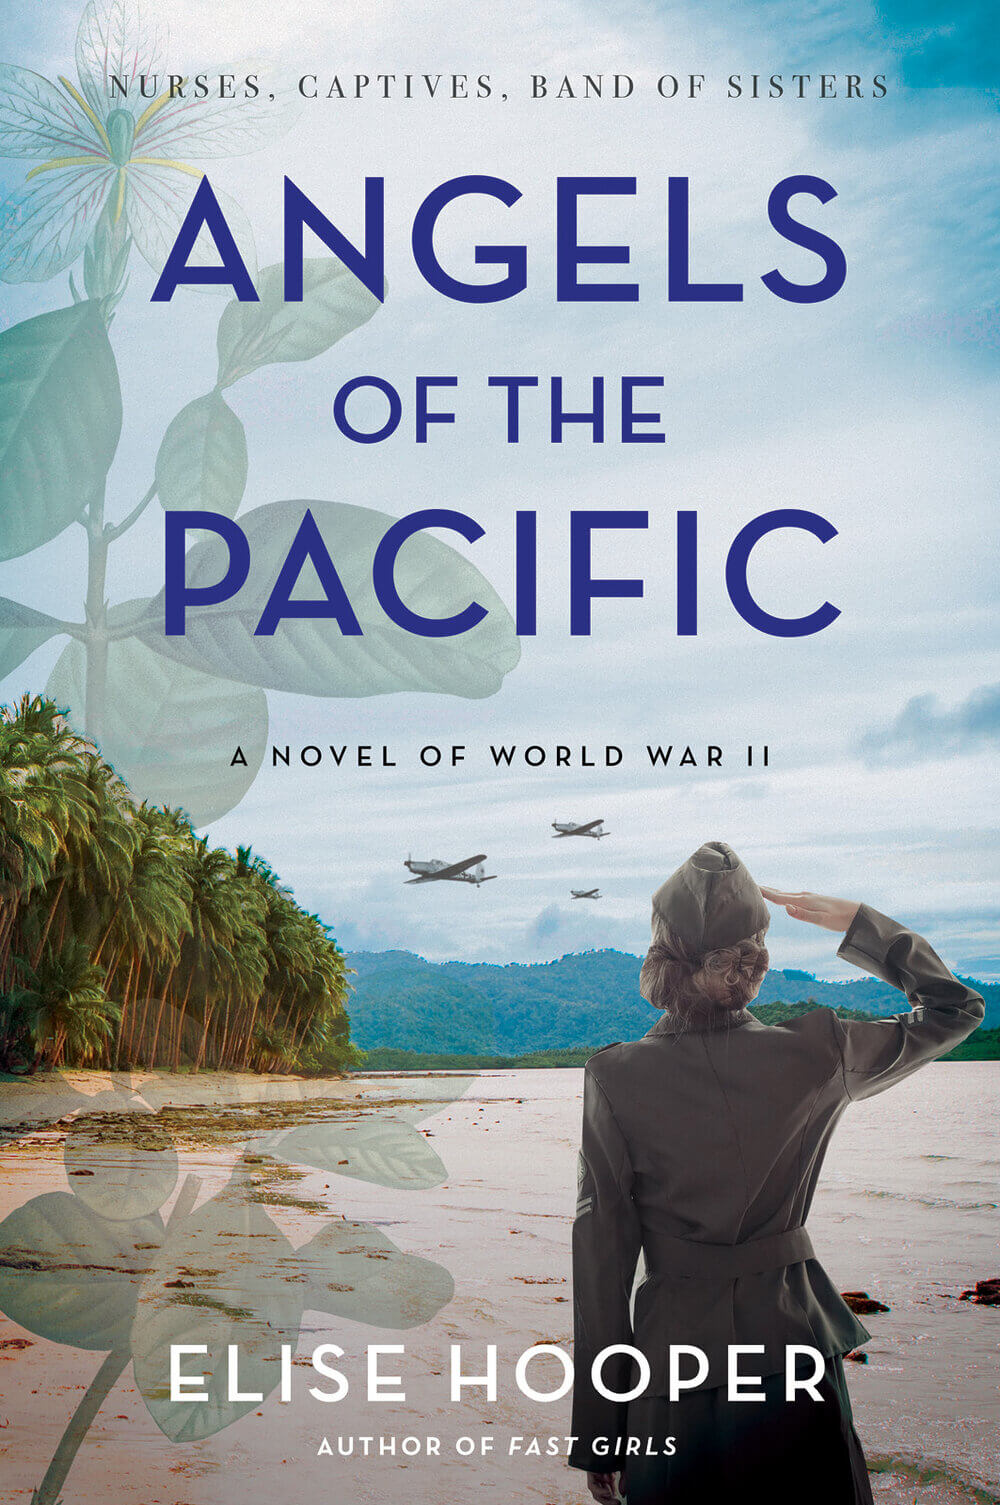 NURSES, CAPTIVES, BAND OF SISTERS
ANGELS
OF THE
PACIFIC
A NOVEL OF WORLD WAR II
ELISE HOOPER
AUTHOR OF FAST GIRLS